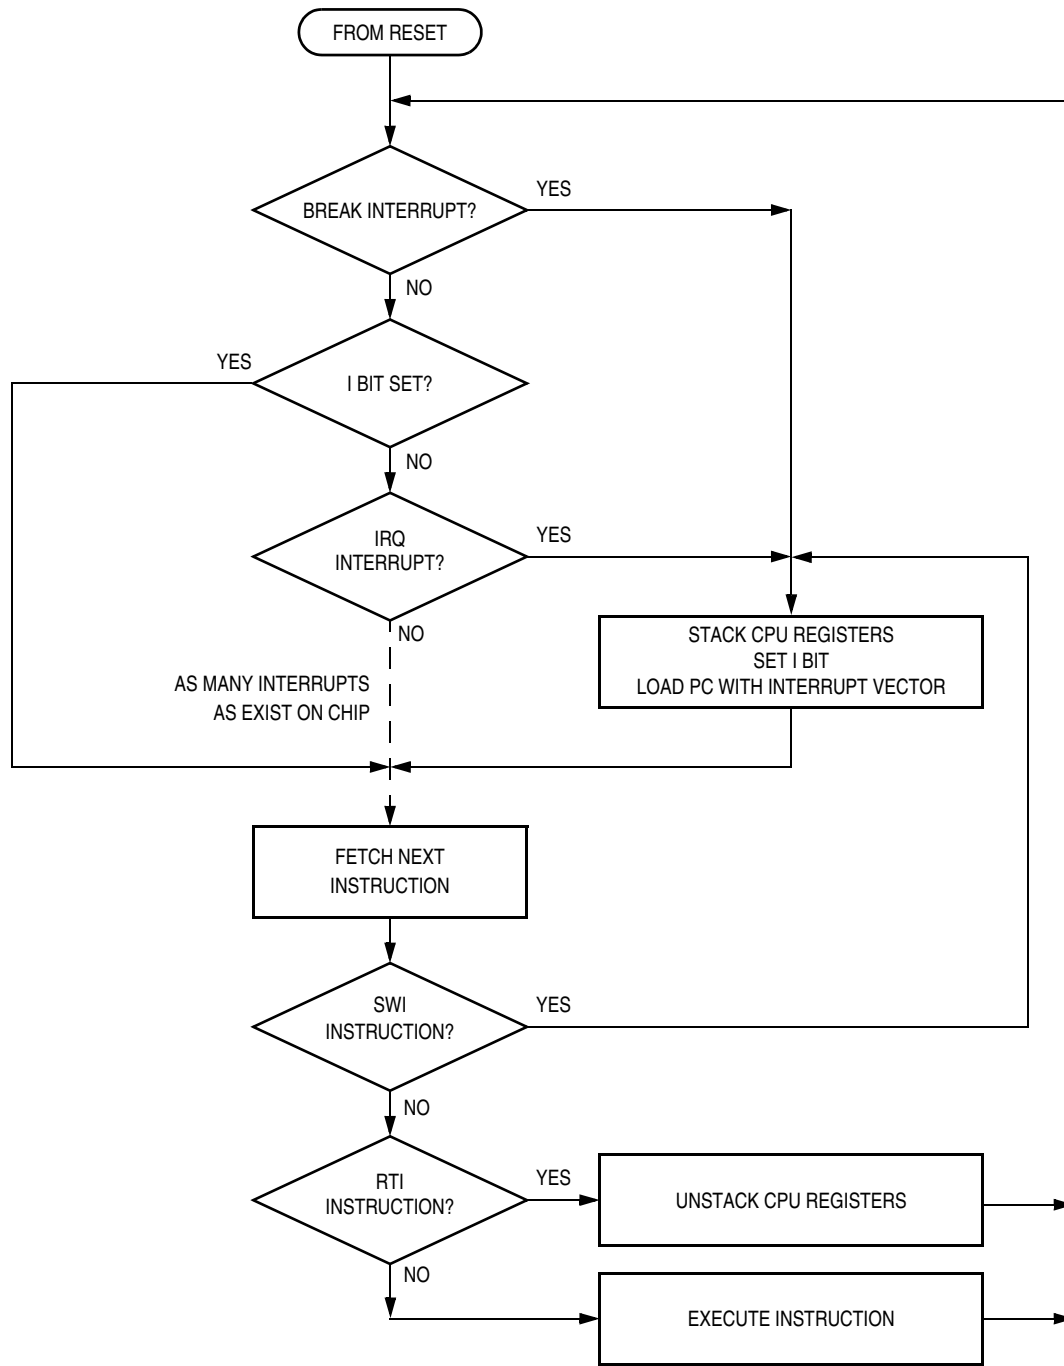 FROM RESET
BREAK INTERRUPT?
YES
NO
YES
I BIT SET?
NO
IRQ
INTERRUPT?
YES
NO
STACK CPU REGISTERS
SET I BIT
LOAD PC WITH INTERRUPT VECTOR
AS MANY INTERRUPTS
AS EXIST ON CHIP
FETCH NEXT
INSTRUCTION
SWI
INSTRUCTION?
YES
NO
RTI
INSTRUCTION?
YES
UNSTACK CPU REGISTERS
NO
EXECUTE INSTRUCTION